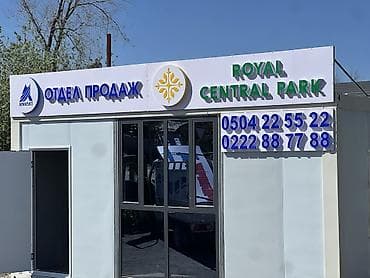 ОТДЕЛ ПРОДАЖ
ROYAL
CENTRAL PARK
0504 22 55 22
0222 88 77 88